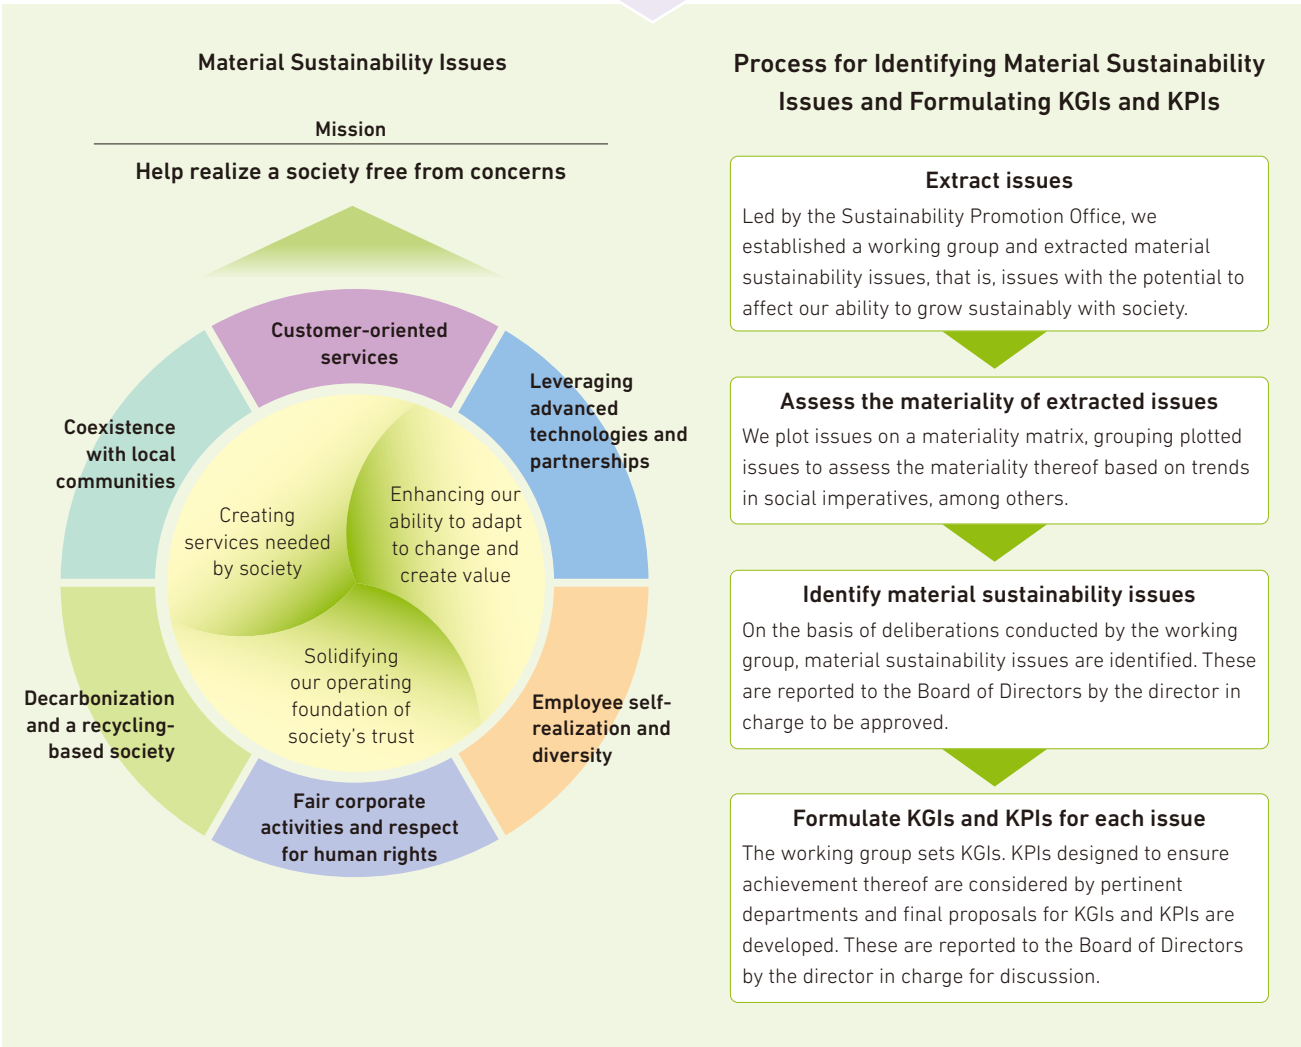 Material Sustainability Issues
Mission
Help realize a society free from concerns
Customer-oriented
services
Leveraging
advanced
technologies and
partnerships
Coexistence
with local
communities
Creating
services needed
by society
Enhancing our
ability to adapt
to change and
create value
Solidifying
our operating
foundation of
society's trust
Decarbonization
and a recycling-
based society
Employee self-
realization and
diversity
Fair corporate
activities and respect
for human rights
Process for Identifying Material Sustainability
Issues and Formulating KGIs and KPIs
Extract issues
Led by the Sustainability Promotion Office, we
established a working group and extracted material
sustainability issues, that is, issues with the potential to
affect our ability to grow sustainably with society.
Assess the materiality of extracted issues
We plot issues on a materiality matrix, grouping plotted
issues to assess the materiality thereof based on trends
in social imperatives, among others.
Identify material sustainability issues
On the basis of deliberations conducted by the working
group, material sustainability issues are identified. These
are reported to the Board of Directors by the director in
charge to be approved.
Formulate KGIs and KPIs for each issue
The working group sets KGIs. KPIs designed to ensure
achievement thereof are considered by pertinent
departments and final proposals for KGIs and KPIs are
developed. These are reported to the Board of Directors
by the director in charge for discussion.